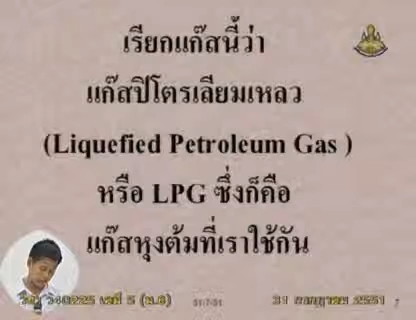 เรียกแก๊สนี้ว่า
แก๊สปิโตรเลียมเหลว
(Liquefied Petroleum Gas )
หรือ LPG ซึ่งก็คือ
แก๊สหุงต้มที่เราใช้กัน
31 กรกฎาคม 2551